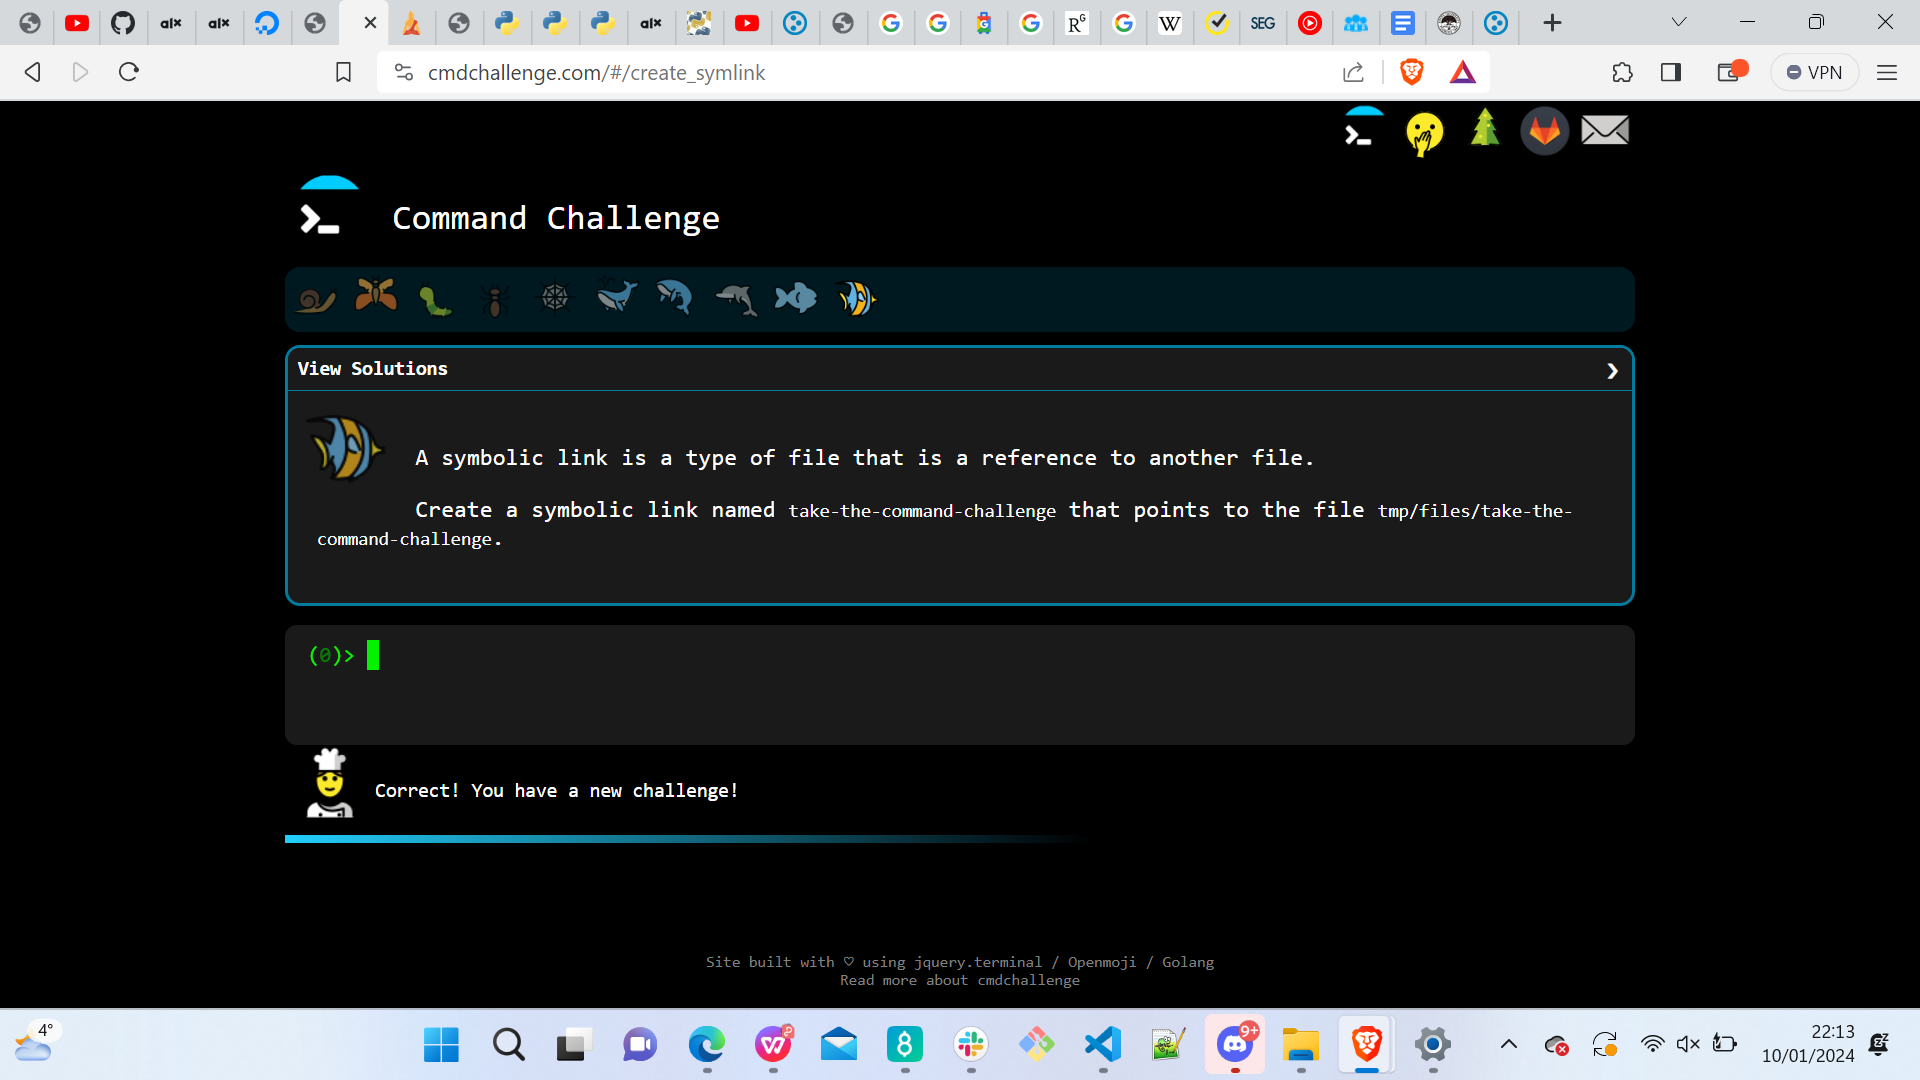 alx
alx
alx
G
G
G
RG
G
W
SEG
cmdchallenge.com/#/create_symlink
VPN
Command Challenge
View Solutions
A symbolic link is a type of file that is a reference to another file.
Create a symbolic link named take-the-command-challenge that points to the file tmp/files/take-the-
command-challenge.
(0)>
Correct! You have a new challenge!
Site built with ♡ using jquery.terminal / Openmoji / Golang
Read more about cmdchallenge
4°
9+
22:13
10/01/2024